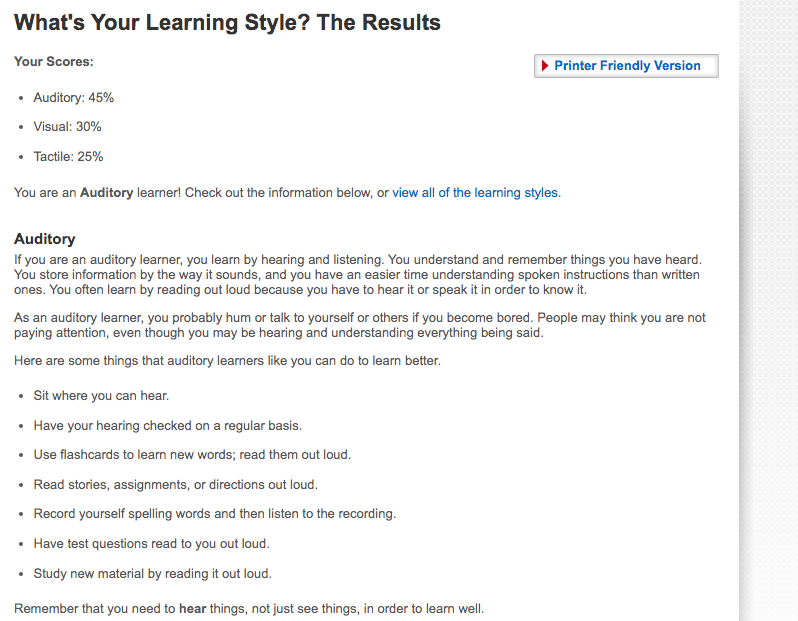 What's Your Learning Style? The Results
Your Scores:
Printer Friendly Version
• Auditory: 45%
• Visual: 30%
• Tactile: 25%
You are an Auditory learner! Check out the information below, or view all of the learning styles.
Auditory
If you are an auditory learner, you learn by hearing and listening. You understand and remember things you have heard.
You store information by the way it sounds, and you have an easier time understanding spoken instructions than written
ones. You often learn by reading out loud because you have to hear it or speak it in order to know it.
As an auditory learner, you probably hum or talk to yourself or others if you become bored. People may think you are not
paying attention, even though you may be hearing and understanding everything being said.
Here are some things that auditory learners like you can do to learn better.
• Sit where you can hear.
• Have your hearing checked on a regular basis.
• Use flashcards to learn new words; read them out loud.
• Read stories, assignments, or directions out loud.
• Record yourself spelling words and then listen to the recording.
• Have test questions read to you out loud.
• Study new material by reading it out loud.
Remember that you need to hear things, not just see things, in order to learn well.